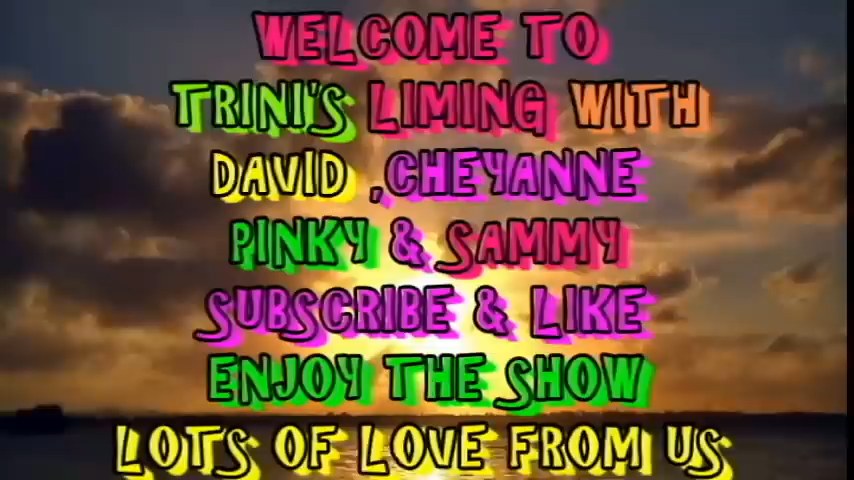 WELCOME TO
TRINI'S LIMING WITH
DAVID ,CHEYANNE
PINKY & SAMMY
SUBSCRIBE & LIKE
ENJOY THE SHOW
LOTS OF LOVE FROM US